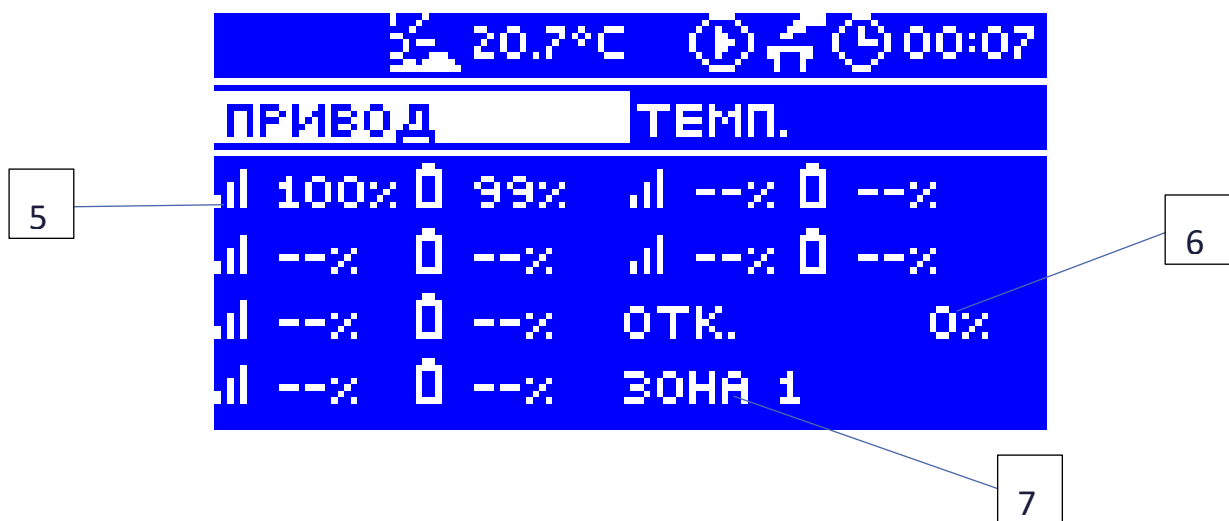 20.7°C 00:07
ПРИВОД ТЕМП.
100% 99% --% --%
--% --% --% --%
--% --% ОТК. 0%
--% --% ЗОНА 1
5
6
7